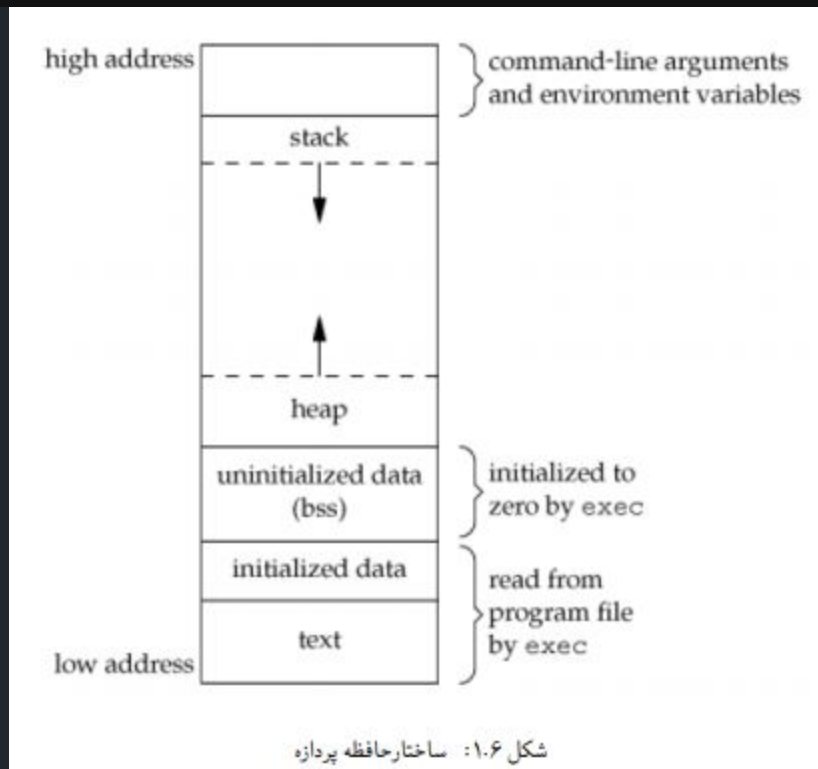 high address
command-line arguments
and environment variables
stack
heap
uninitialized data
(bss)
initialized to
zero by exec
initialized data
read from
program file
by exec
text
low address
شکل ۱.۶: ساختارحافظه پردازه